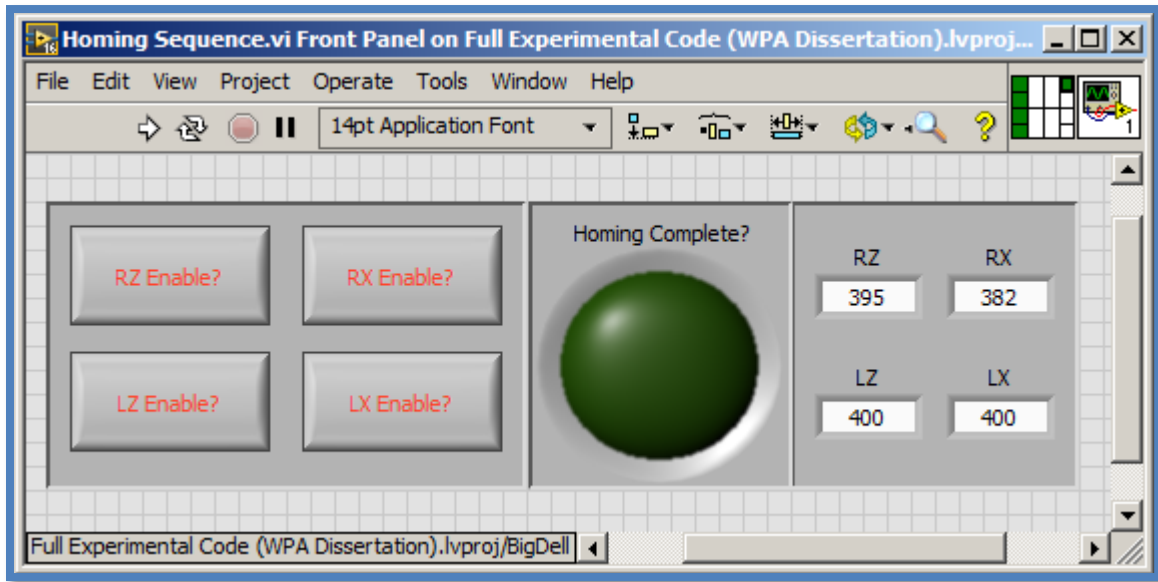 16
Homing Sequence.vi Front Panel on Full Experimental Code (WPA Dissertation).lvproj...
File Edit View Project Operate Tools Window Help
14pt Application Font
1
Homing Complete?
RZ Enable? RX Enable?
RZ RX
395 382
LZ Enable? LX Enable?
LZ LX
400 400
Full Experimental Code (WPA Dissertation).lvproj/BigDell